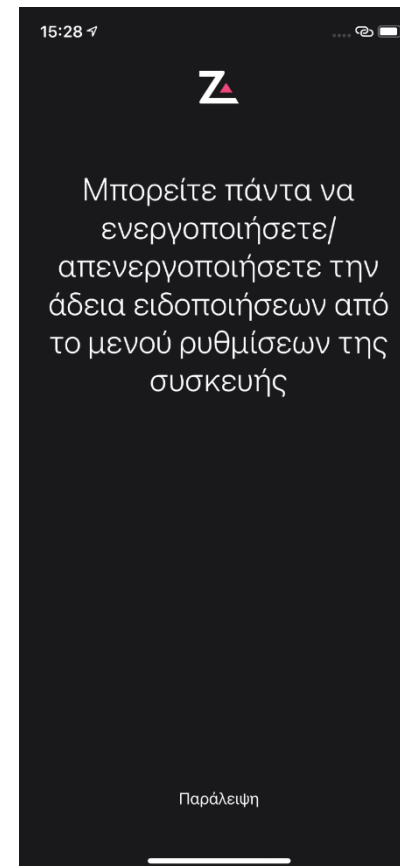 15:28
Z
Μπορείτε πάντα να
ενεργοποιήσετε/
απενεργοποιήσετε την
άδεια ειδοποιήσεων από
το μενού ρυθμίσεων της
συσκευής
Παράλειψη